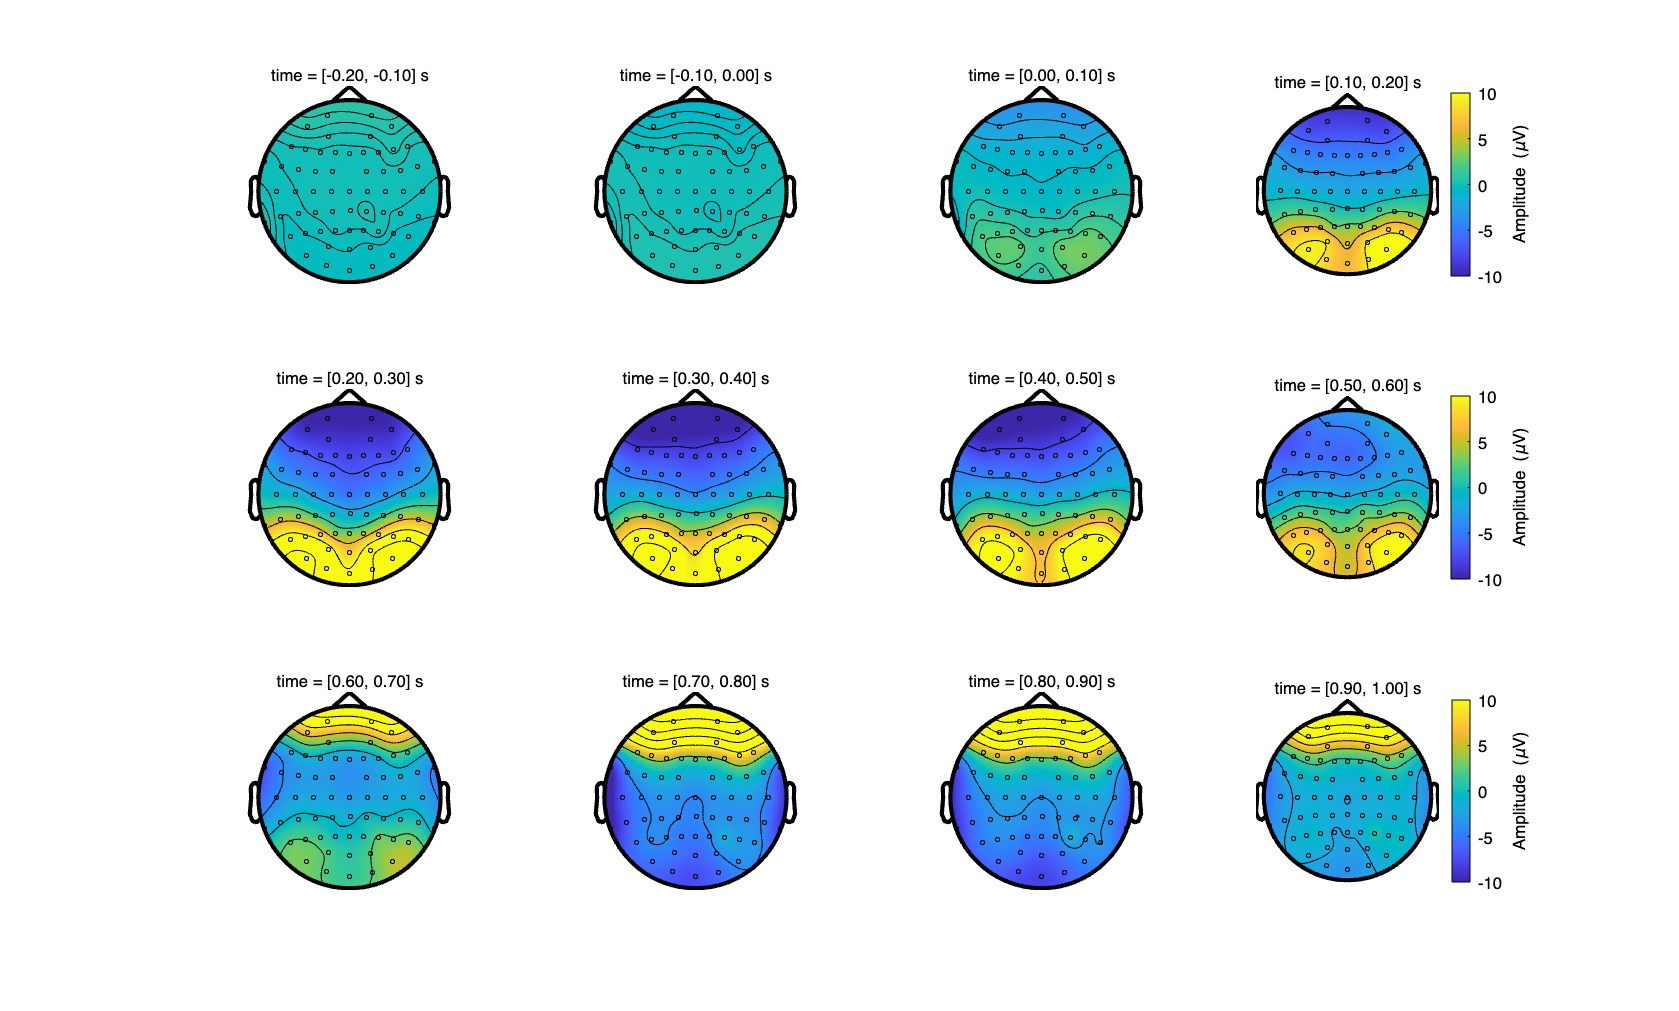 time = [-0.20, -0.10] s
time = [-0.10, 0.00] s
time = [0.00, 0.10] s
time = [0.10, 0.20] s
10
5
0
-5
-10
Amplitude (μV)
time = [0.20, 0.30] s
time = [0.30, 0.40] s
time = [0.40, 0.50] s
time = [0.50, 0.60] s
10
5
0
-5
-10
Amplitude (μV)
time = [0.60, 0.70] s
time = [0.70, 0.80] s
time = [0.80, 0.90] s
time = [0.90, 1.00] s
10
5
0
-5
-10
Amplitude (μV)